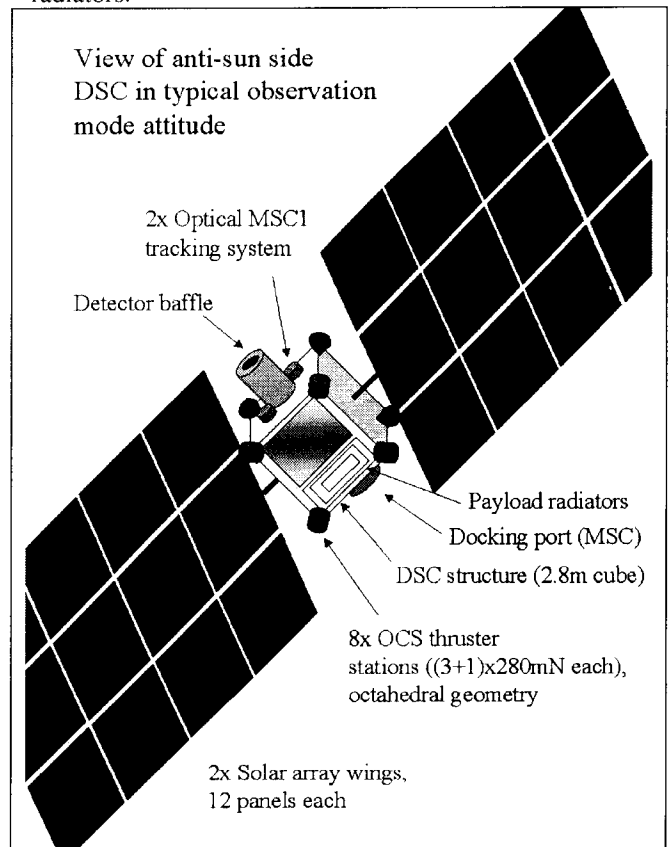 radiators.
View of anti-sun side
DSC in typical observation
mode attitude
2x Optical MSC1
tracking system
Detector baffle
Payload radiators
Docking port (MSC)
DSC structure (2.8m cube)
8x OCS thruster
stations ((3+1)x280mN each),
octahedral geometry
2x Solar array wings,
12 panels each